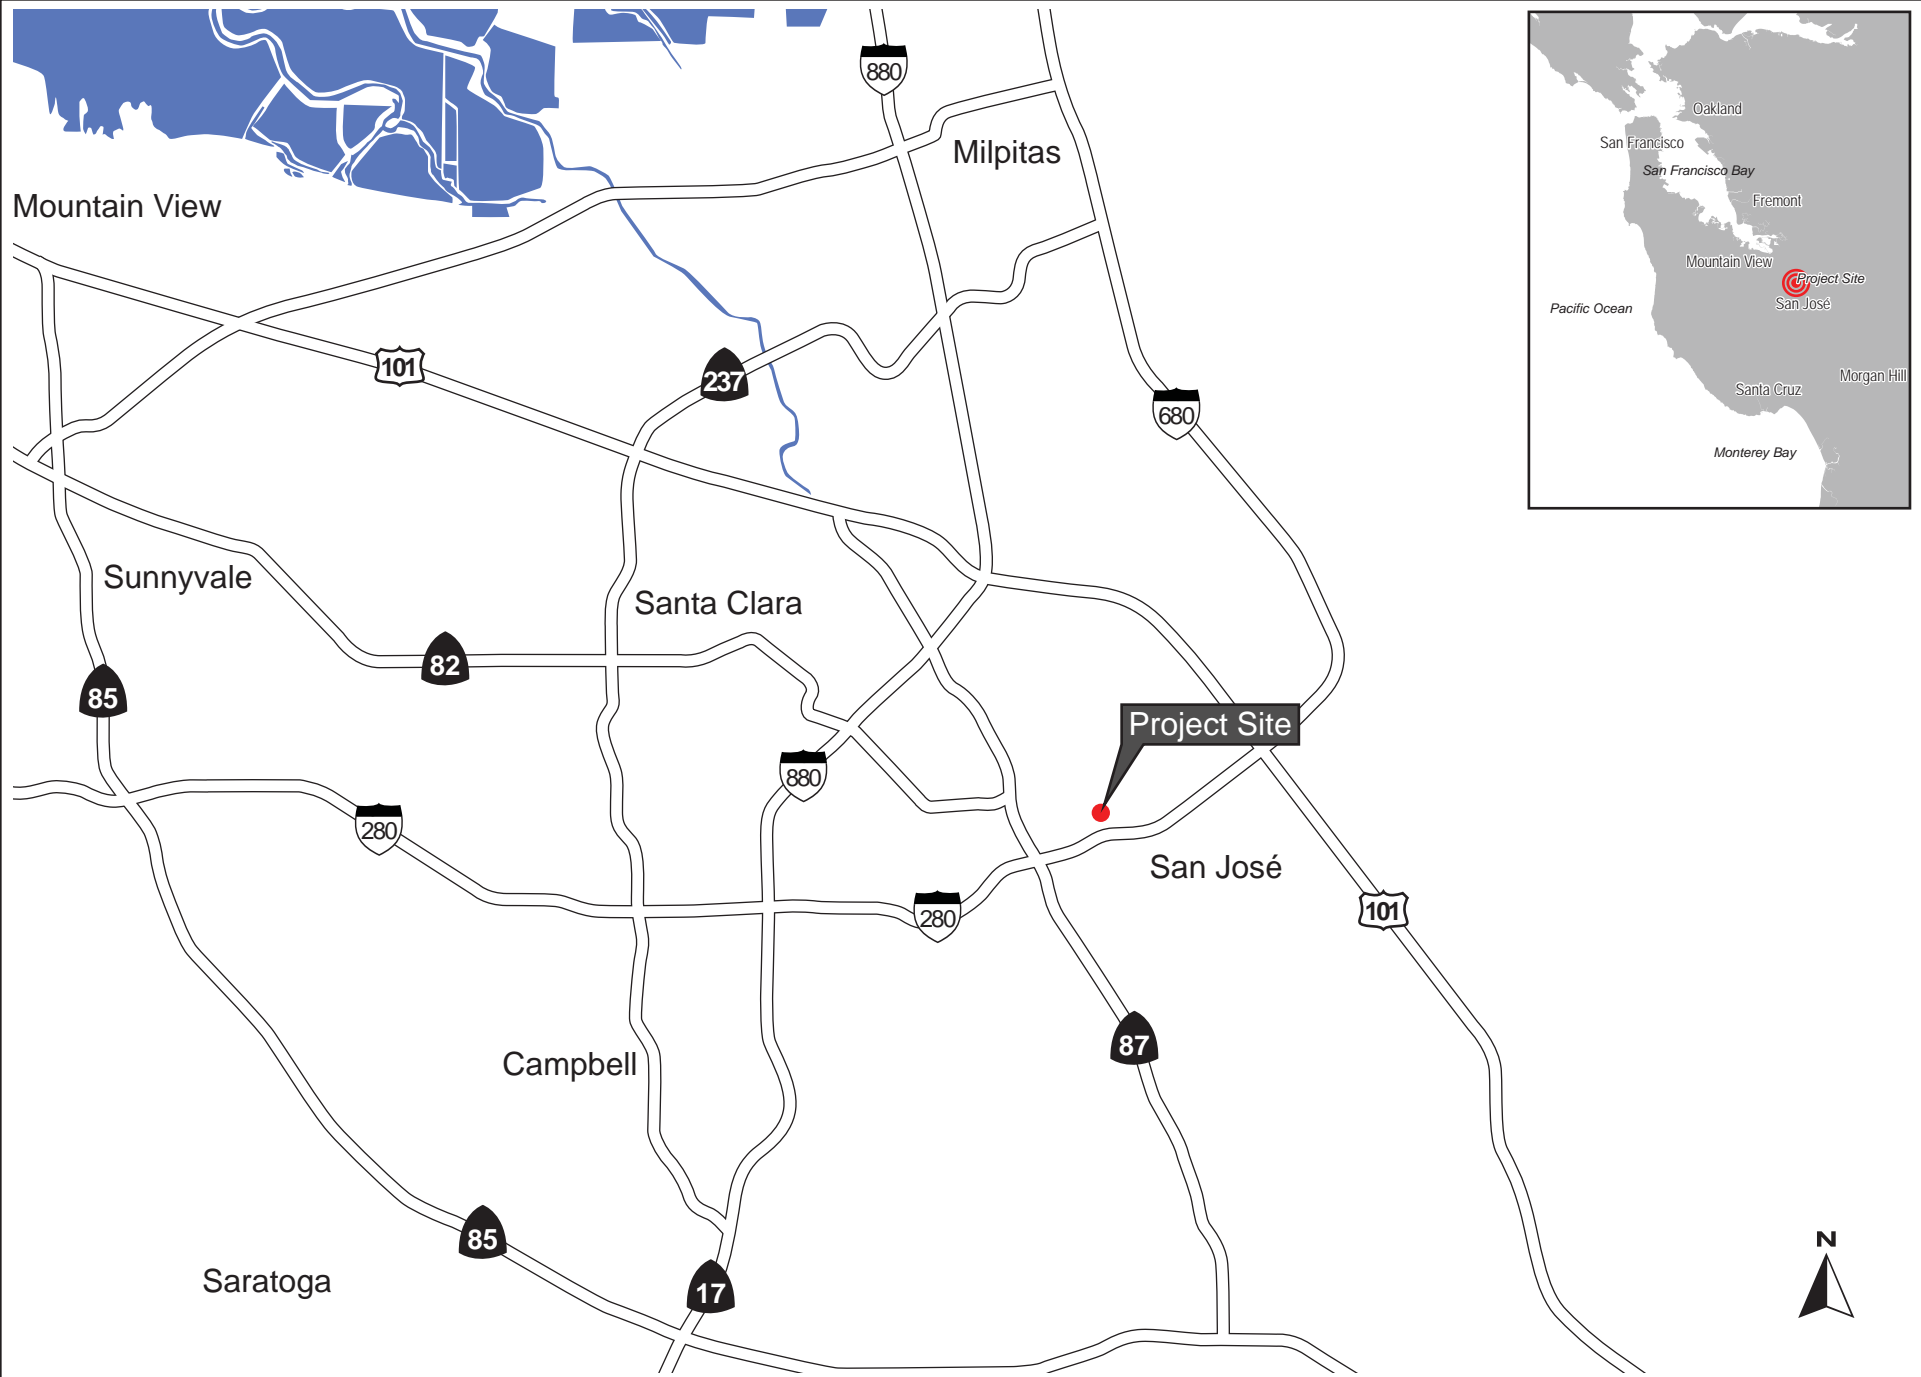 880
Milpitas
Mountain View
101
237
680
Sunnyvale
Santa Clara
82
85
Project Site
880
280
San José
280
101
87
Campbell
85
Saratoga
17
N
Oakland
San Francisco
San Francisco Bay
Fremont
Mountain View
Project Site
San José
Pacific Ocean
Morgan Hill
Santa Cruz
Monterey Bay